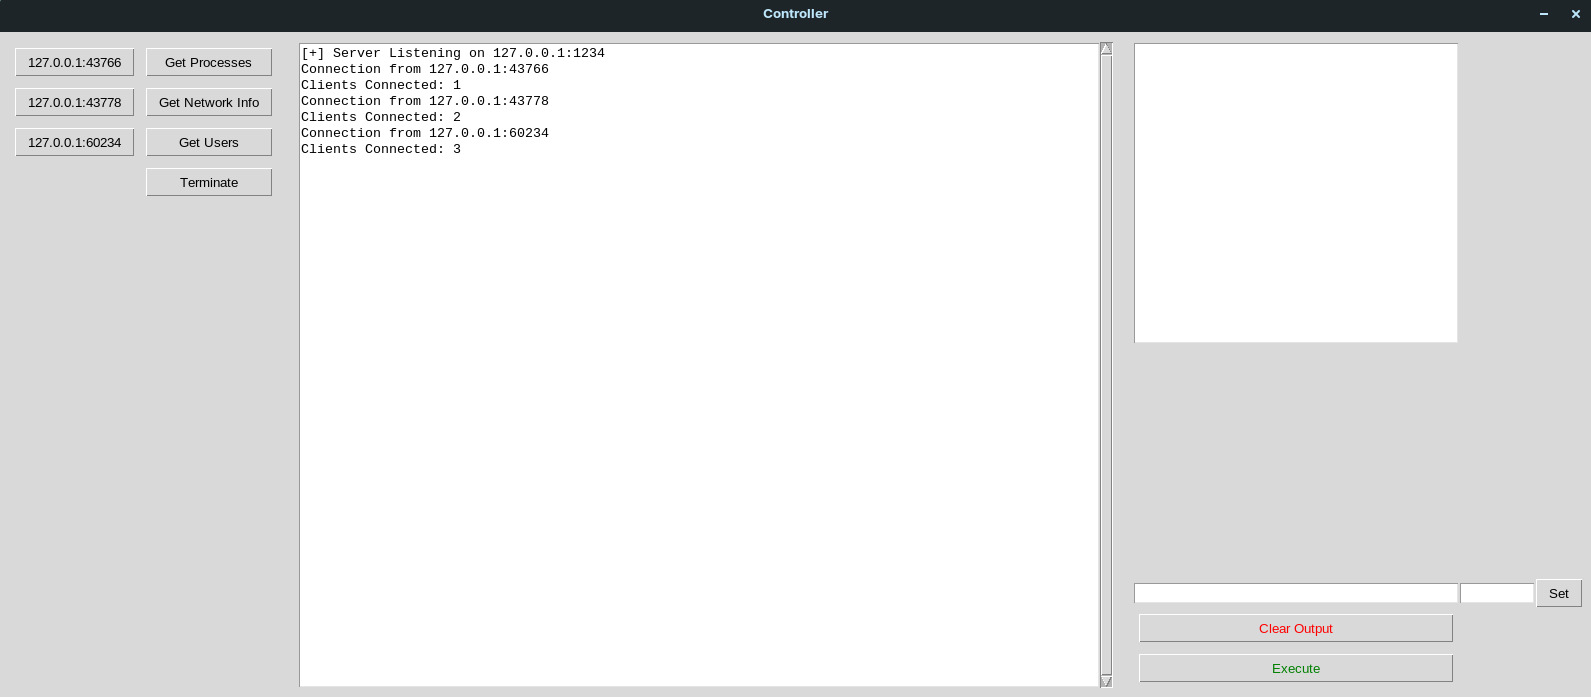 Controller
127.0.0.1:43766
Get Processes
127.0.0.1:43778
Get Network Info
127.0.0.1:60234
Get Users
Terminate
[+] Server Listening on 127.0.0.1:1234
Connection from 127.0.0.1:43766
Clients Connected: 1
Connection from 127.0.0.1:43778
Clients Connected: 2
Connection from 127.0.0.1:60234
Clients Connected: 3
Set
Clear Output
Execute